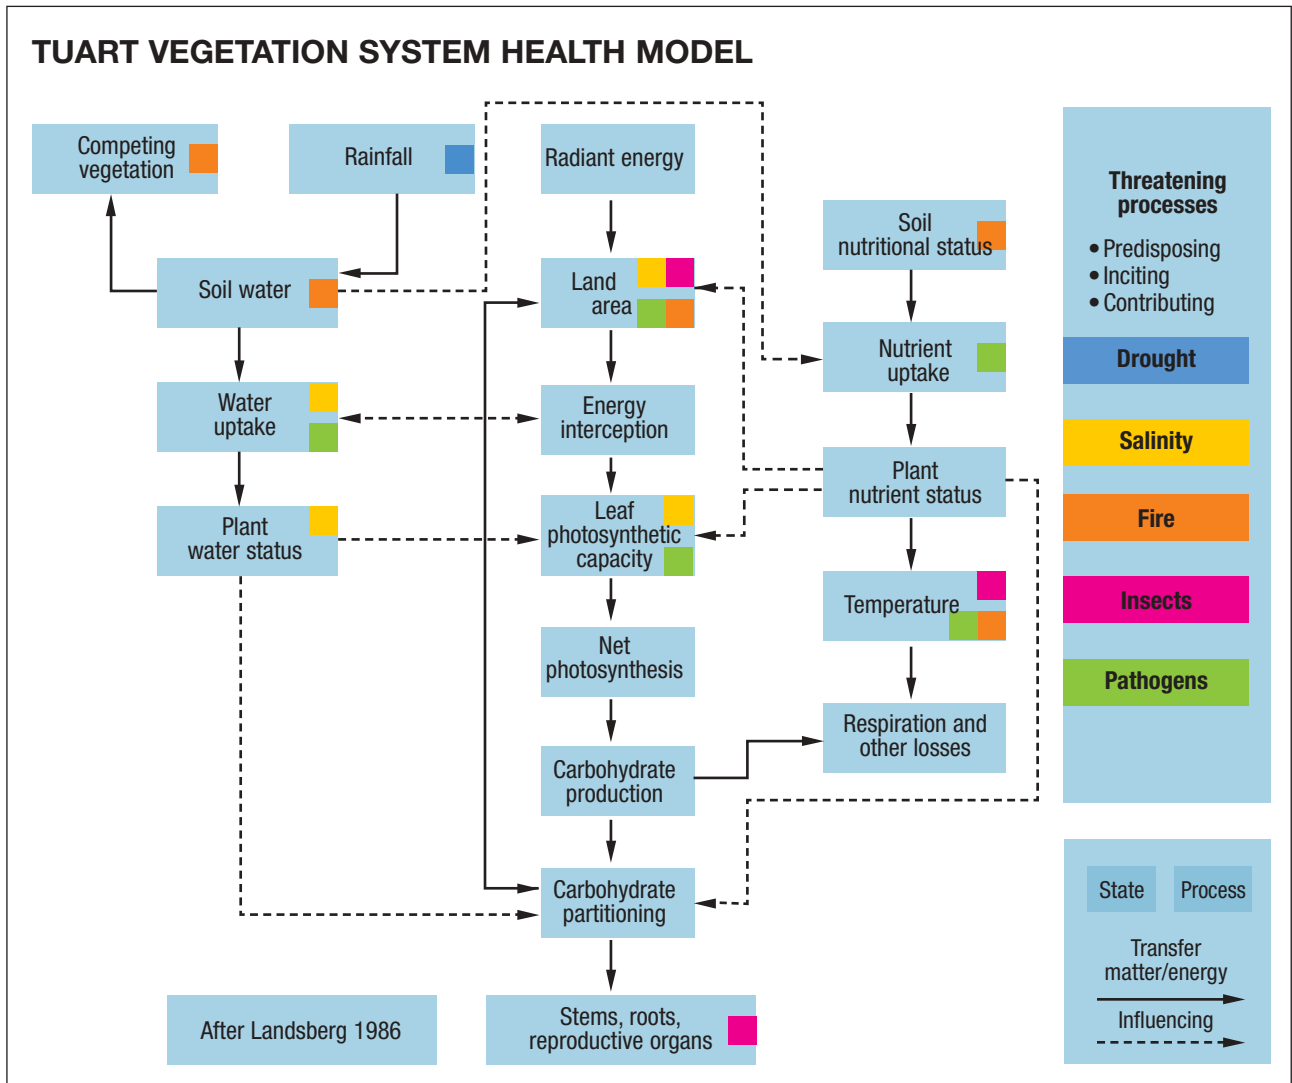 TUART VEGETATION SYSTEM HEALTH MODEL
Competing
vegetation
Rainfall
Radiant energy
Soil
nutritional status
Soil water
Land
area
Nutrient
uptake
Water
uptake
Energy
interception
Plant
nutrient status
Plant
water status
Leaf
photosynthetic
capacity
Temperature
Net
photosynthesis
Respiration and
other losses
Carbohydrate
production
Carbohydrate
partitioning
After Landsberg 1986
Stems, roots,
reproductive organs
Threatening
processes
• Predisposing
• Inciting
• Contributing
Drought
Salinity
Fire
Insects
Pathogens
State
Process
Transfer
matter/energy
Influencing